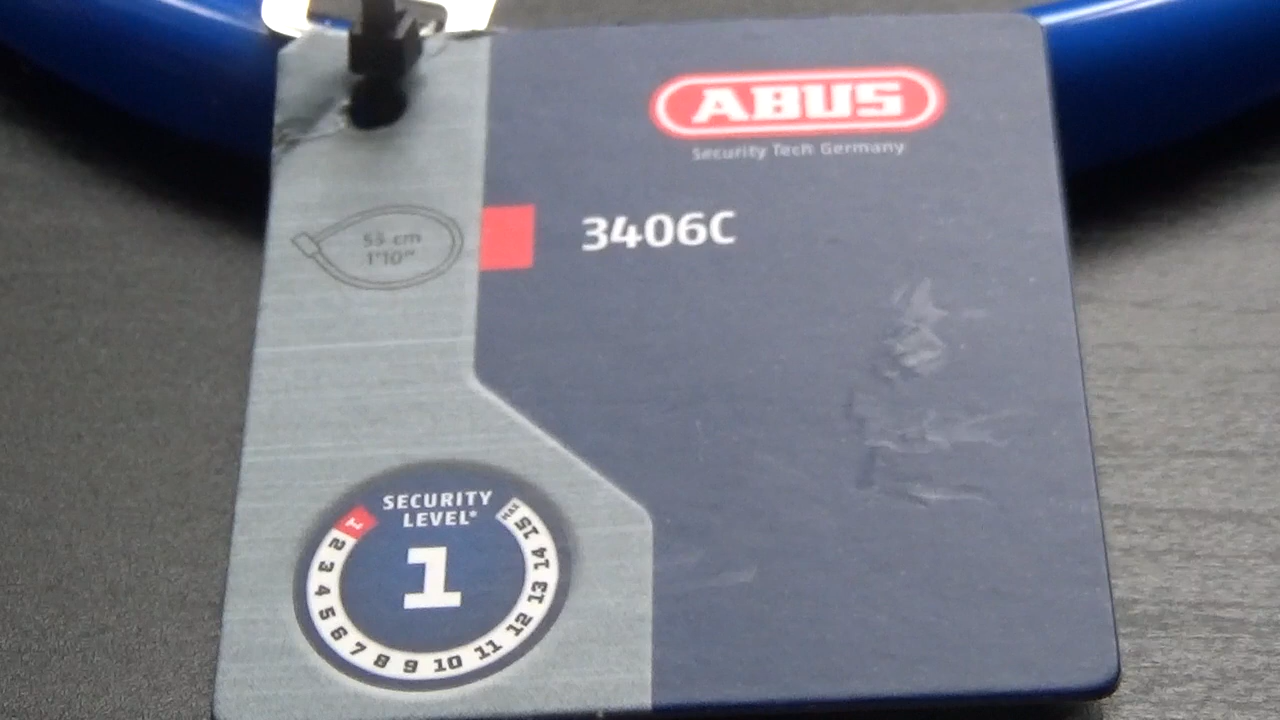 ABUS
Security Tech Germany
3406C
53 cm
1'10"
SECURITY
LEVEL*
1
1 2 3 4 5 6 7 8 9 10 11 12 13 14 15 MAX